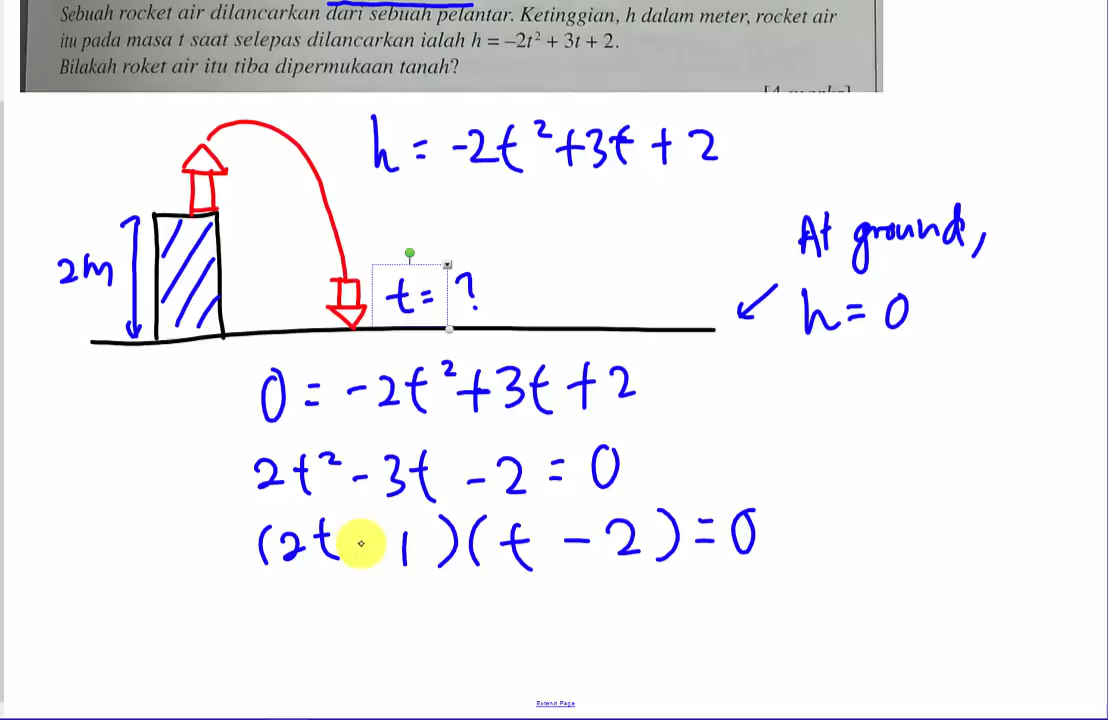 Sebuah rocket air dilancarkan dari sebuah pelantar. Ketinggian, h dalam meter, rocket air
itu pada masa t saat selepas dilancarkan ialah h = –2t² + 3t + 2.
Bilakah roket air itu tiba dipermukaan tanah?
h = -2t² + 3t + 2
At ground,
2m
t = ?
h = 0
0 = -2t² + 3t + 2
2t² - 3t - 2 = 0
(2t 1)(t - 2) = 0
Extend Page